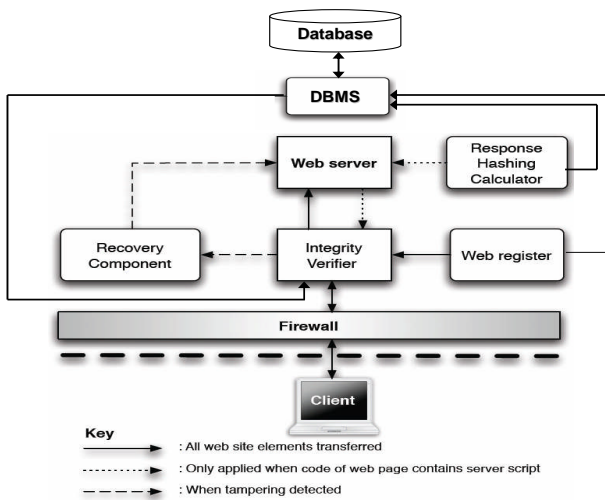 Database
DBMS
Web server
Response
Hashing
Calculator
Recovery
Component
Integrity
Verifier
Web register
Firewall
Client
Key
: All web site elements transferred
: Only applied when code of web page contains server script
: When tampering detected